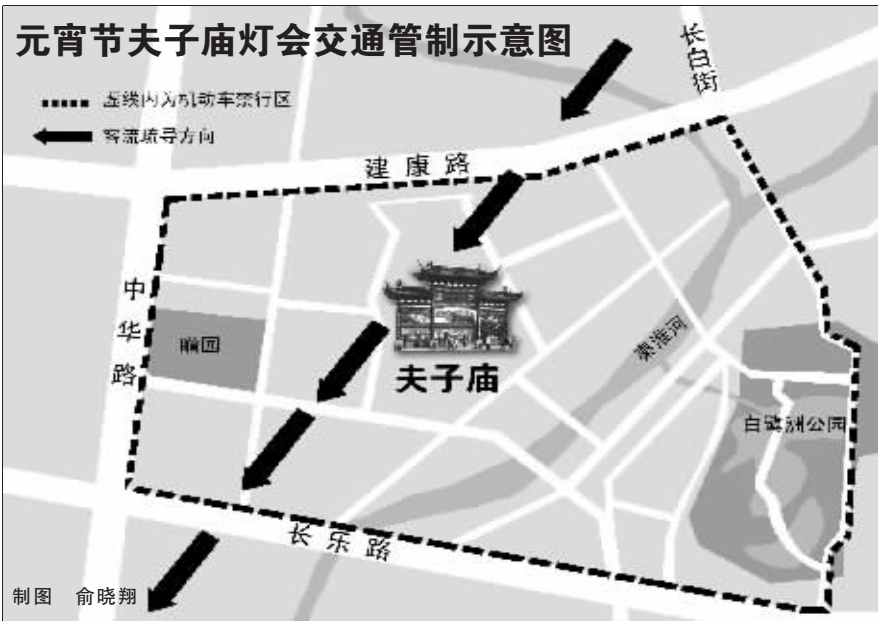 元宵节夫子庙灯会交通管制示意图
虚线内为机动车禁行区
客流疏导方向
长白街
建康路
中华路
瞻园
夫子庙
秦淮河
白鹭洲公园
长乐路
制图 俞晓翔